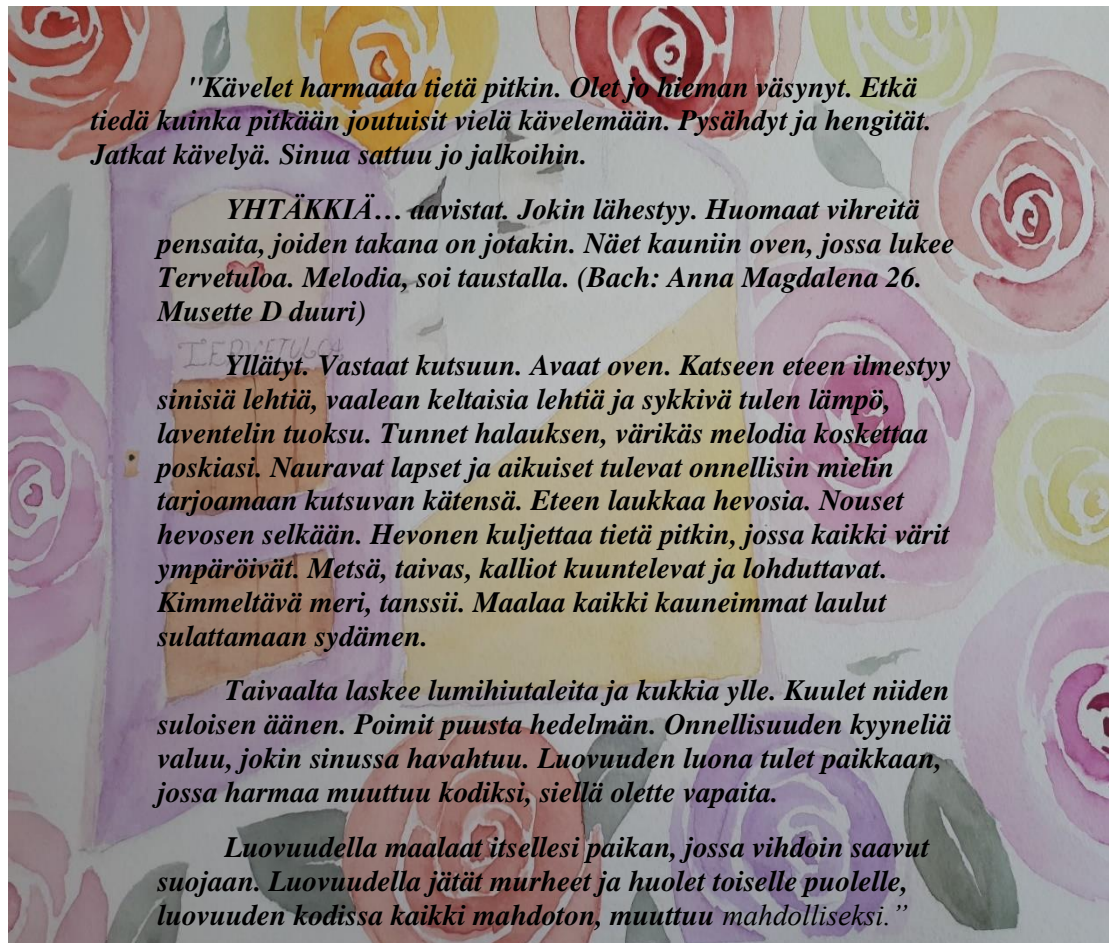 "Kävelet harmaata tietä pitkin. Olet jo hieman väsynyt. Etkä
tiedä kuinka pitkään joutuisit vielä kävelemään. Pysähdyt ja hengität.
Jatkat kävelyä. Sinua sattuu jo jalkoihin.
YHTÄKKIÄ… aavistat. Jokin lähestyy. Huomaat vihreitä
pensaita, joiden takana on jotakin. Näet kauniin oven, jossa lukee
Tervetuloa. Melodia, soi taustalla. (Bach: Anna Magdalena 26.
Musette D duuri)
TERVETULOA
Yllätyt. Vastaat kutsuun. Avaat oven. Katseen eteen ilmestyy
sinisiä lehtiä, vaalean keltaisia lehtiä ja sykkivä tulen lämpö,
laventelin tuoksu. Tunnet halauksen, värikäs melodia koskettaa
poskiasi. Nauravat lapset ja aikuiset tulevat onnellisin mielin
tarjoamaan kutsuvan kätensä. Eteen laukkaa hevosia. Nouset
hevosen selkään. Hevonen kuljettaa tietä pitkin, jossa kaikki värit
ympäröivät. Metsä, taivas, kalliot kuuntelevat ja lohduttavat.
Kimmeltävä meri, tanssii. Maalaa kaikki kauneimmat laulut
sulattamaan sydämen.
Taivaalta laskee lumihiutaleita ja kukkia ylle. Kuulet niiden
suloisen äänen. Poimit puusta hedelmän. Onnellisuuden kyyneliä
valuu, jokin sinussa havahtuu. Luovuuden luona tulet paikkaan,
jossa harmaa muuttuu kodiksi, siellä olette vapaita.
Luovuudella maalaat itsellesi paikan, jossa vihdoin saavut
suojaan. Luovuudella jätät murheet ja huolet toiselle puolelle,
luovuuden kodissa kaikki mahdoton, muuttuu mahdolliseksi.”